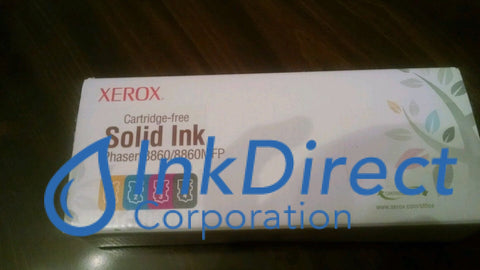 XEROX
Cartridge-free
Solid Ink
Phaser 8860/8860MFP
InkDirect
Corporation
www.xerox.com/office